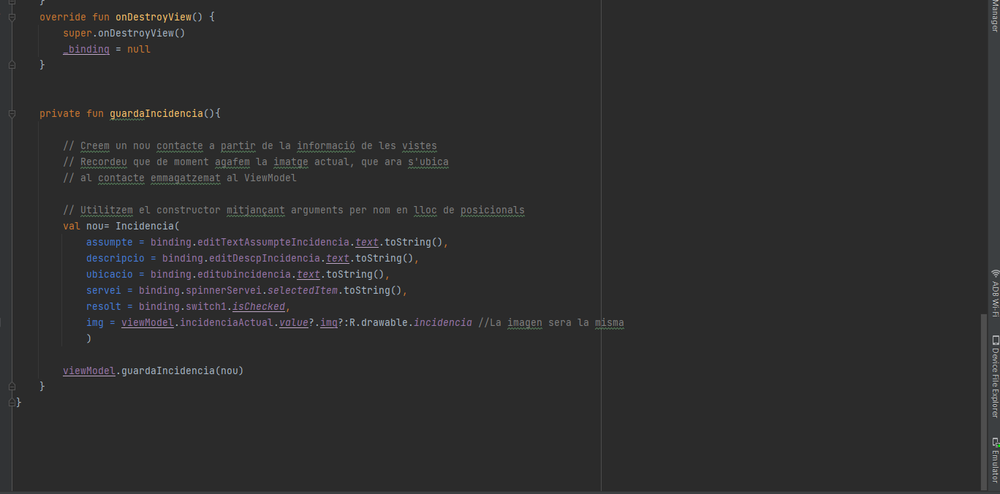 }
override fun onDestroyView() {
super.onDestroyView()
_binding = null
}
private fun guardaIncidencia(){
// Creem un nou contacte a partir de la informació de les vistes
// Recordeu que de moment agafem la imatge actual, que ara s'ubica
// al contacte emmagatzemat al ViewModel
// Utilitzem el constructor mitjançant arguments per nom en lloc de posicionals
val nou= Incidencia(
assumpte = binding.editTextAssumpteIncidencia.text.toString(),
descripcio = binding.editDescpIncidencia.text.toString(),
ubicacio = binding.editubincidencia.text.toString(),
servei = binding.spinnerServei.selectedItem.toString(),
resolt = binding.switch1.isChecked,
img = viewModel.incidenciaActual.value?.img?:R.drawable.incidencia //La imagen sera la misma
)
viewModel.guardaIncidencia(nou)
}
}
Manager
ADB Wi-Fi
Device File Explorer
Emulator